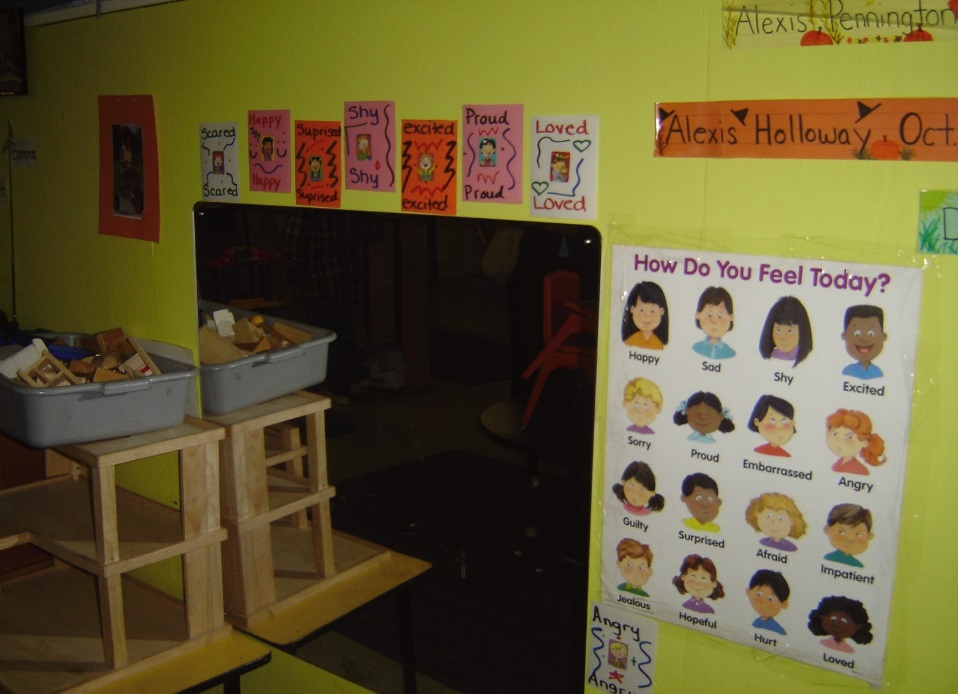 Alexis Pennington
Alexis Holloway, Oct.
Scared
Scared
Happy
Happy
Suprised
Suprised
Shy
Shy
excited
excited
Proud
Proud
Loved
Loved
How Do You Feel Today?
Happy
Sad
Shy
Excited
Sorry
Proud
Embarrassed
Angry
Guilty
Surprised
Afraid
Impatient
Jealous
Hopeful
Hurt
Loved
Angry
Angry